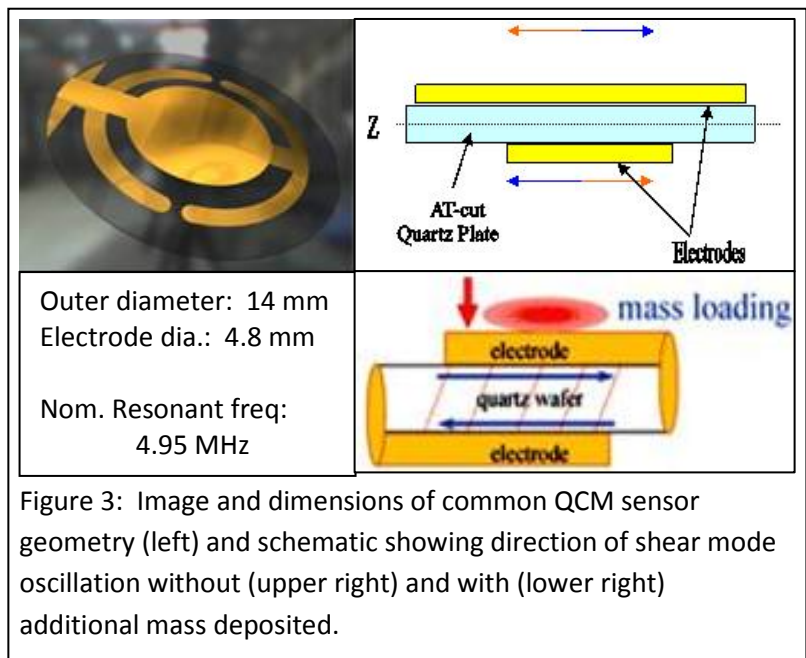 Z
AT-cut
Quartz Plate
Electrodes
Outer diameter: 14 mm
Electrode dia.: 4.8 mm
Nom. Resonant freq:
4.95 MHz
mass loading
electrode
quartz wafer
electrode
Figure 3: Image and dimensions of common QCM sensor
geometry (left) and schematic showing direction of shear mode
oscillation without (upper right) and with (lower right)
additional mass deposited.